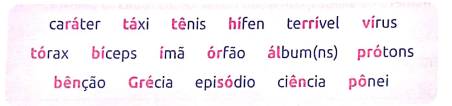 caráter táxi tênis hífen terrível vírus
tórax bíceps ímã órfão álbum(ns) prótons
bênção Grécia episódio ciência pônei